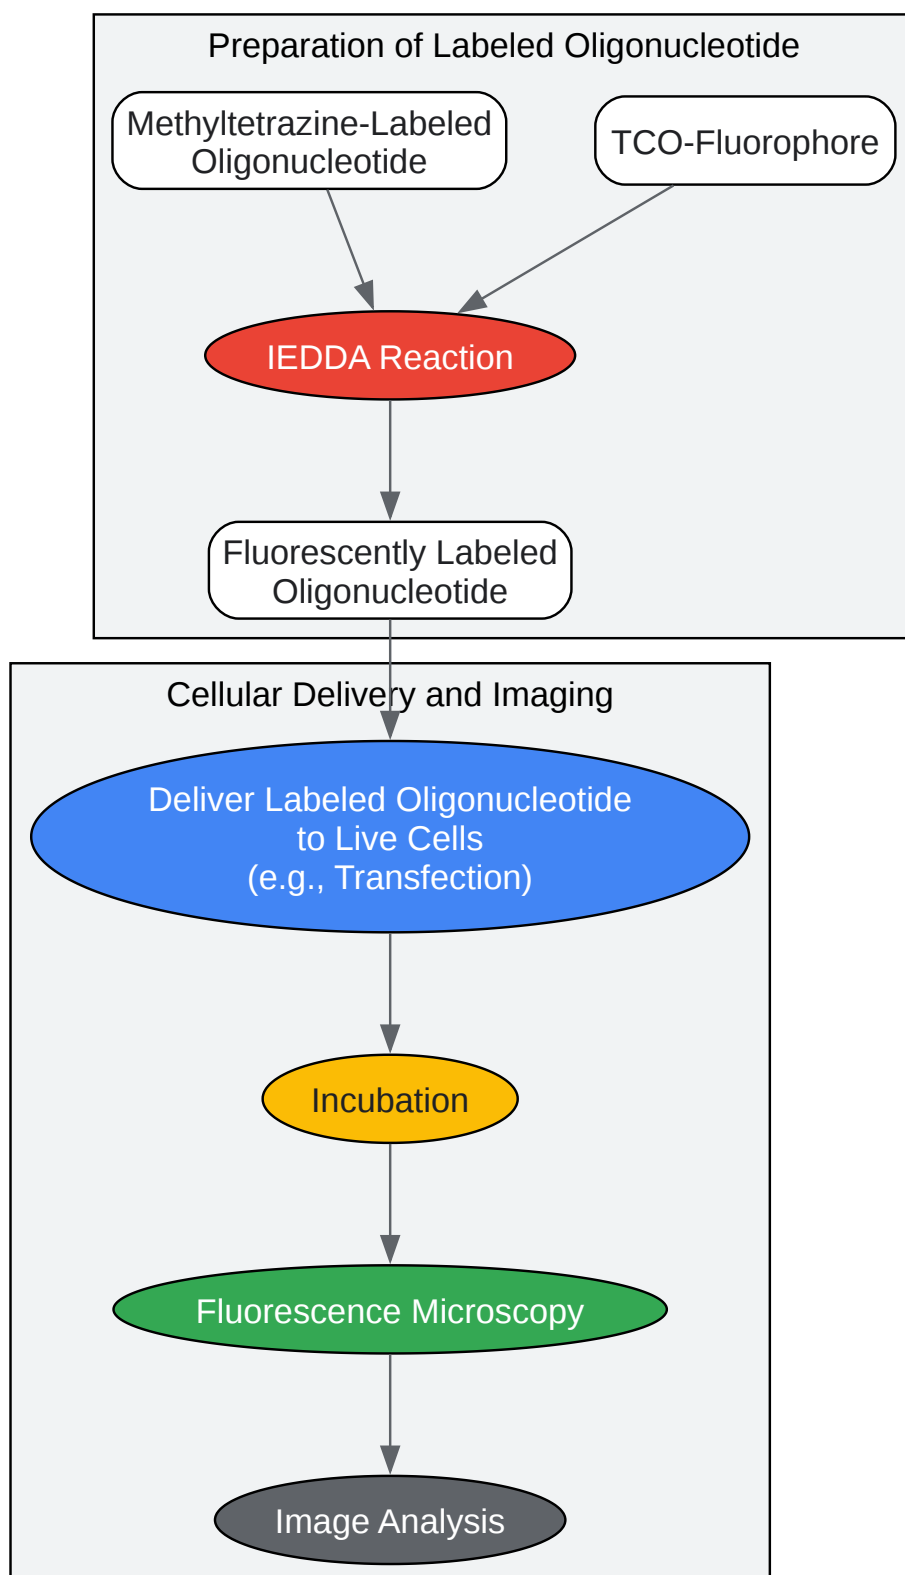 Preparation of Labeled Oligonucleotide
Methyltetrazine-Labeled
Oligonucleotide
TCO-Fluorophore
IEDDA Reaction
Fluorescently Labeled
Oligonucleotide
Cellular Delivery and Imaging
Deliver Labeled Oligonucleotide
to Live Cells
(e.g., Transfection)
Incubation
Fluorescence Microscopy
Image Analysis